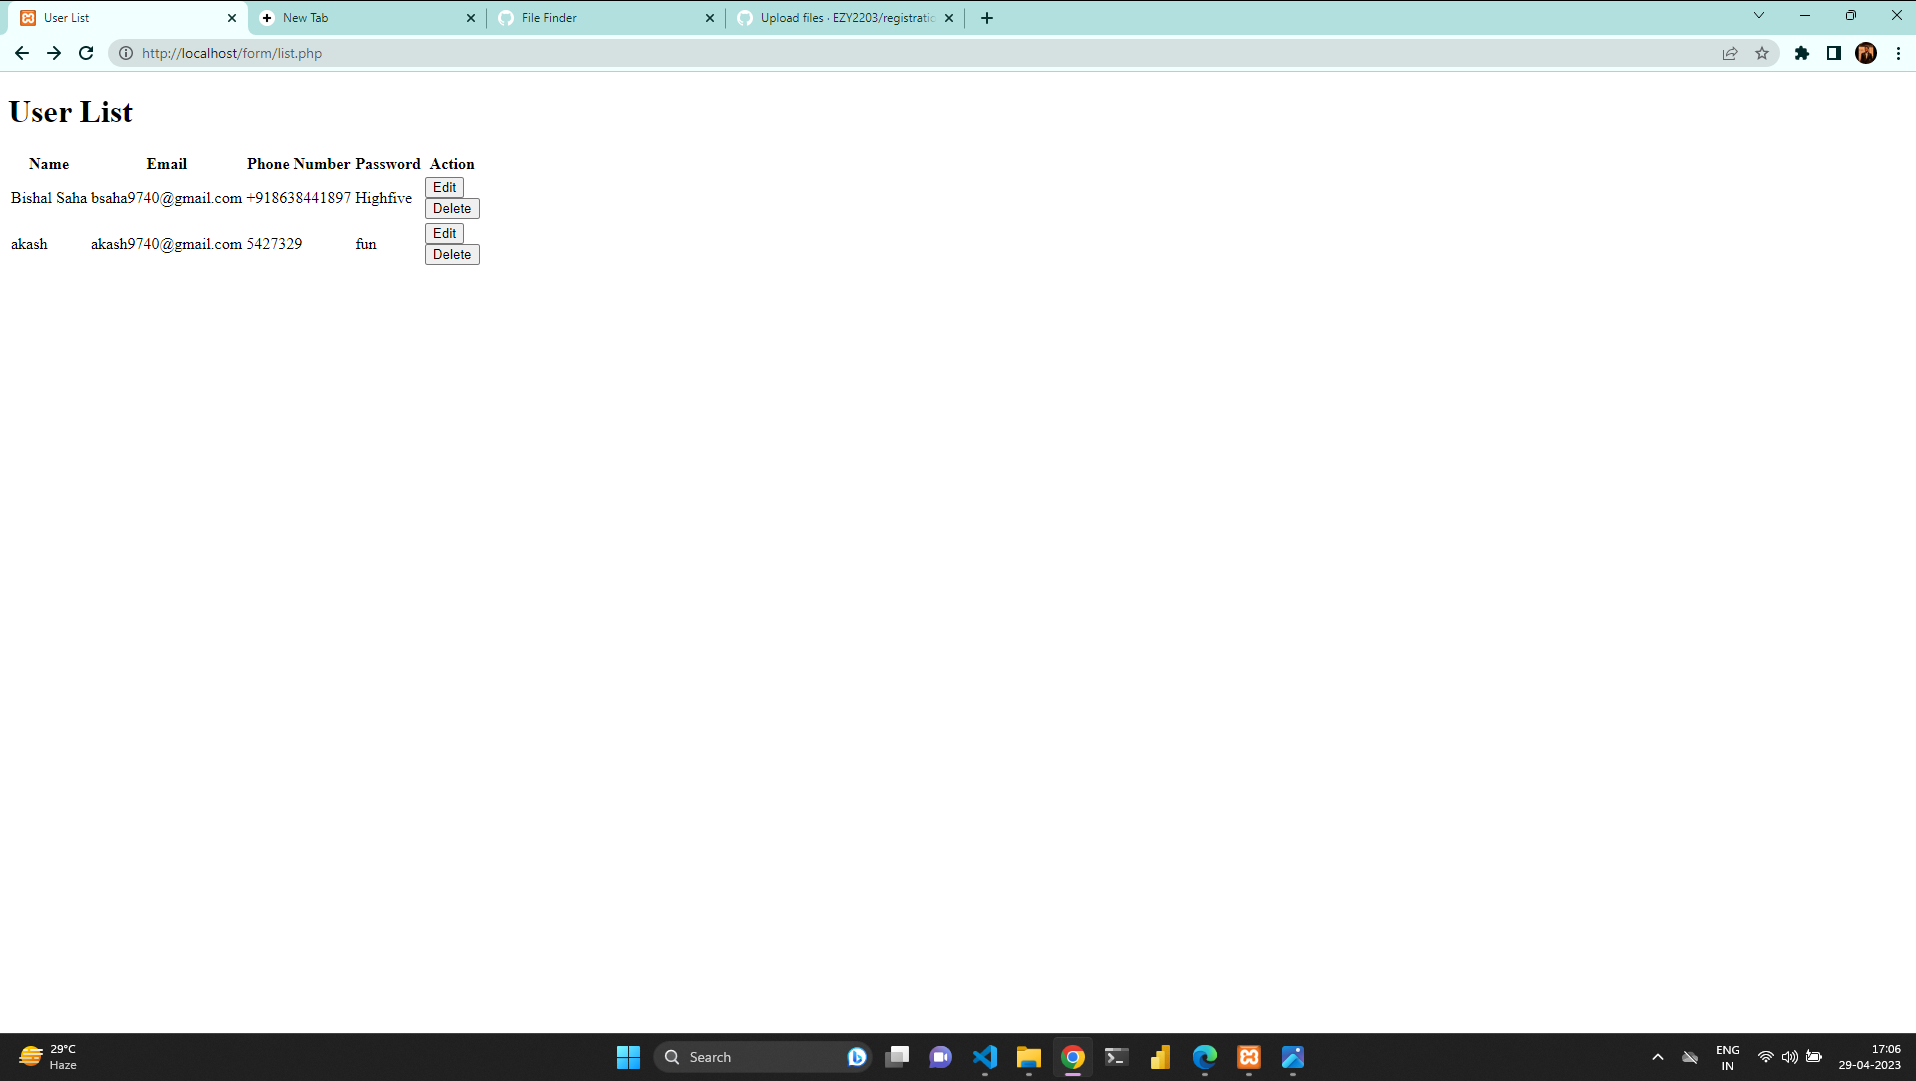 User List
New Tab
File Finder
Upload files · EZY2203/registratio
http://localhost/form/list.php
User List
Name Email Phone Number Password Action
Bishal Saha bsaha9740@gmail.com +918638441897 Highfive Edit
Delete
akash akash9740@gmail.com 5427329 fun Edit
Delete
29°C
Haze
Search
ENG
IN
17:06
29-04-2023